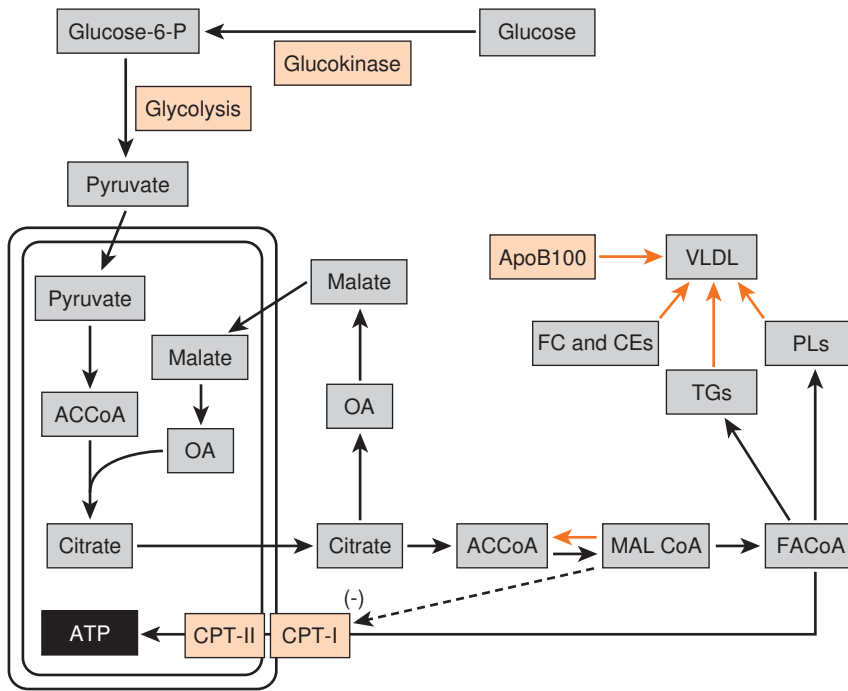 Glucose-6-P
Glucose
Glucokinase
Glycolysis
Pyruvate
ApoB100
VLDL
Pyruvate
Malate
Malate
FC and CEs
PLs
TGs
ACCoA
OA
OA
Citrate
Citrate
ACCoA
MAL CoA
FACoA
(-)
ATP
CPT-II
CPT-I